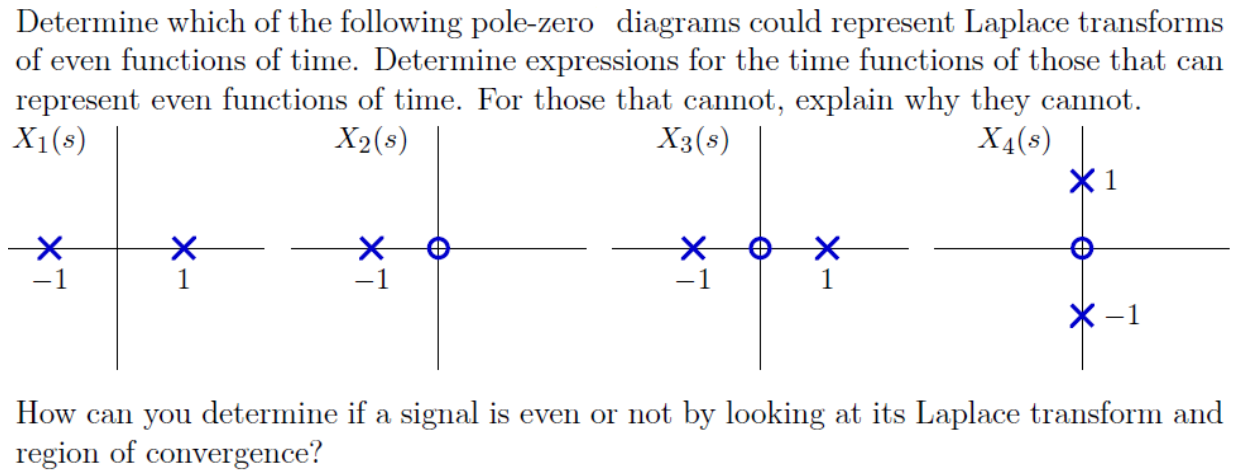 Determine which of the following pole-zero diagrams could represent Laplace transforms
of even functions of time. Determine expressions for the time functions of those that can
represent even functions of time. For those that cannot, explain why they cannot.
X₁(s) X₂(s) X₃(s) X₄(s)
1
−1 1 −1 −1 1
−1
How can you determine if a signal is even or not by looking at its Laplace transform and
region of convergence?